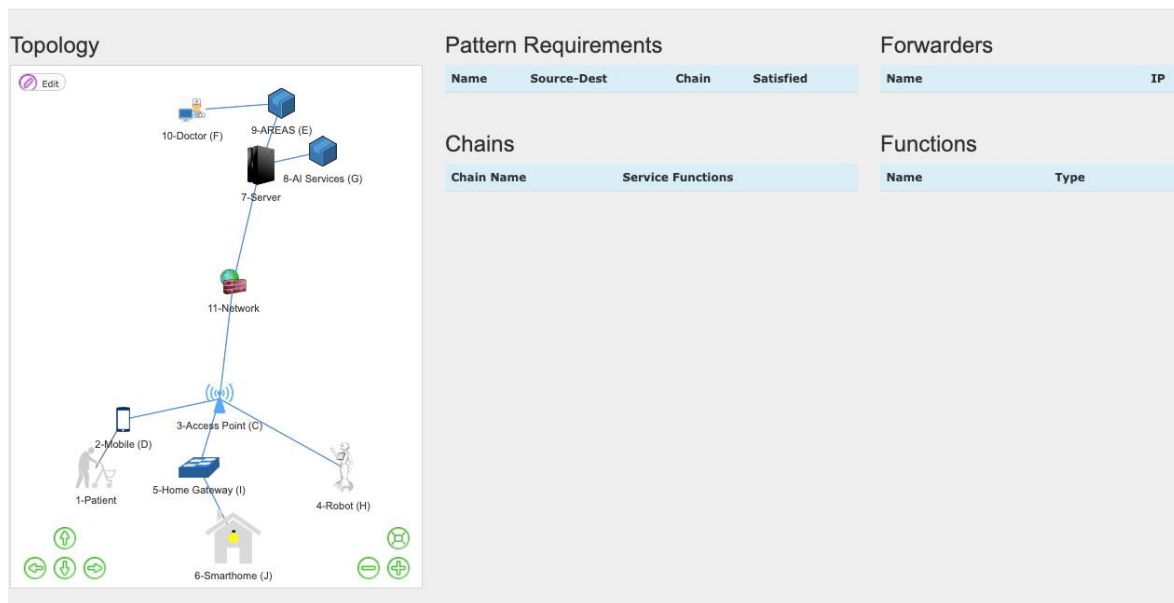 Topology
Edit
10-Doctor (F)
9-AREAS (E)
8-AI Services (G)
7-Server
11-Network
3-Access Point (C)
2-Mobile (D)
1-Patient
5-Home Gateway (I)
4-Robot (H)
6-Smarthome (J)
Pattern Requirements
Name Source-Dest Chain Satisfied
Chains
Chain Name Service Functions
Forwarders
Name IP
Functions
Name Type